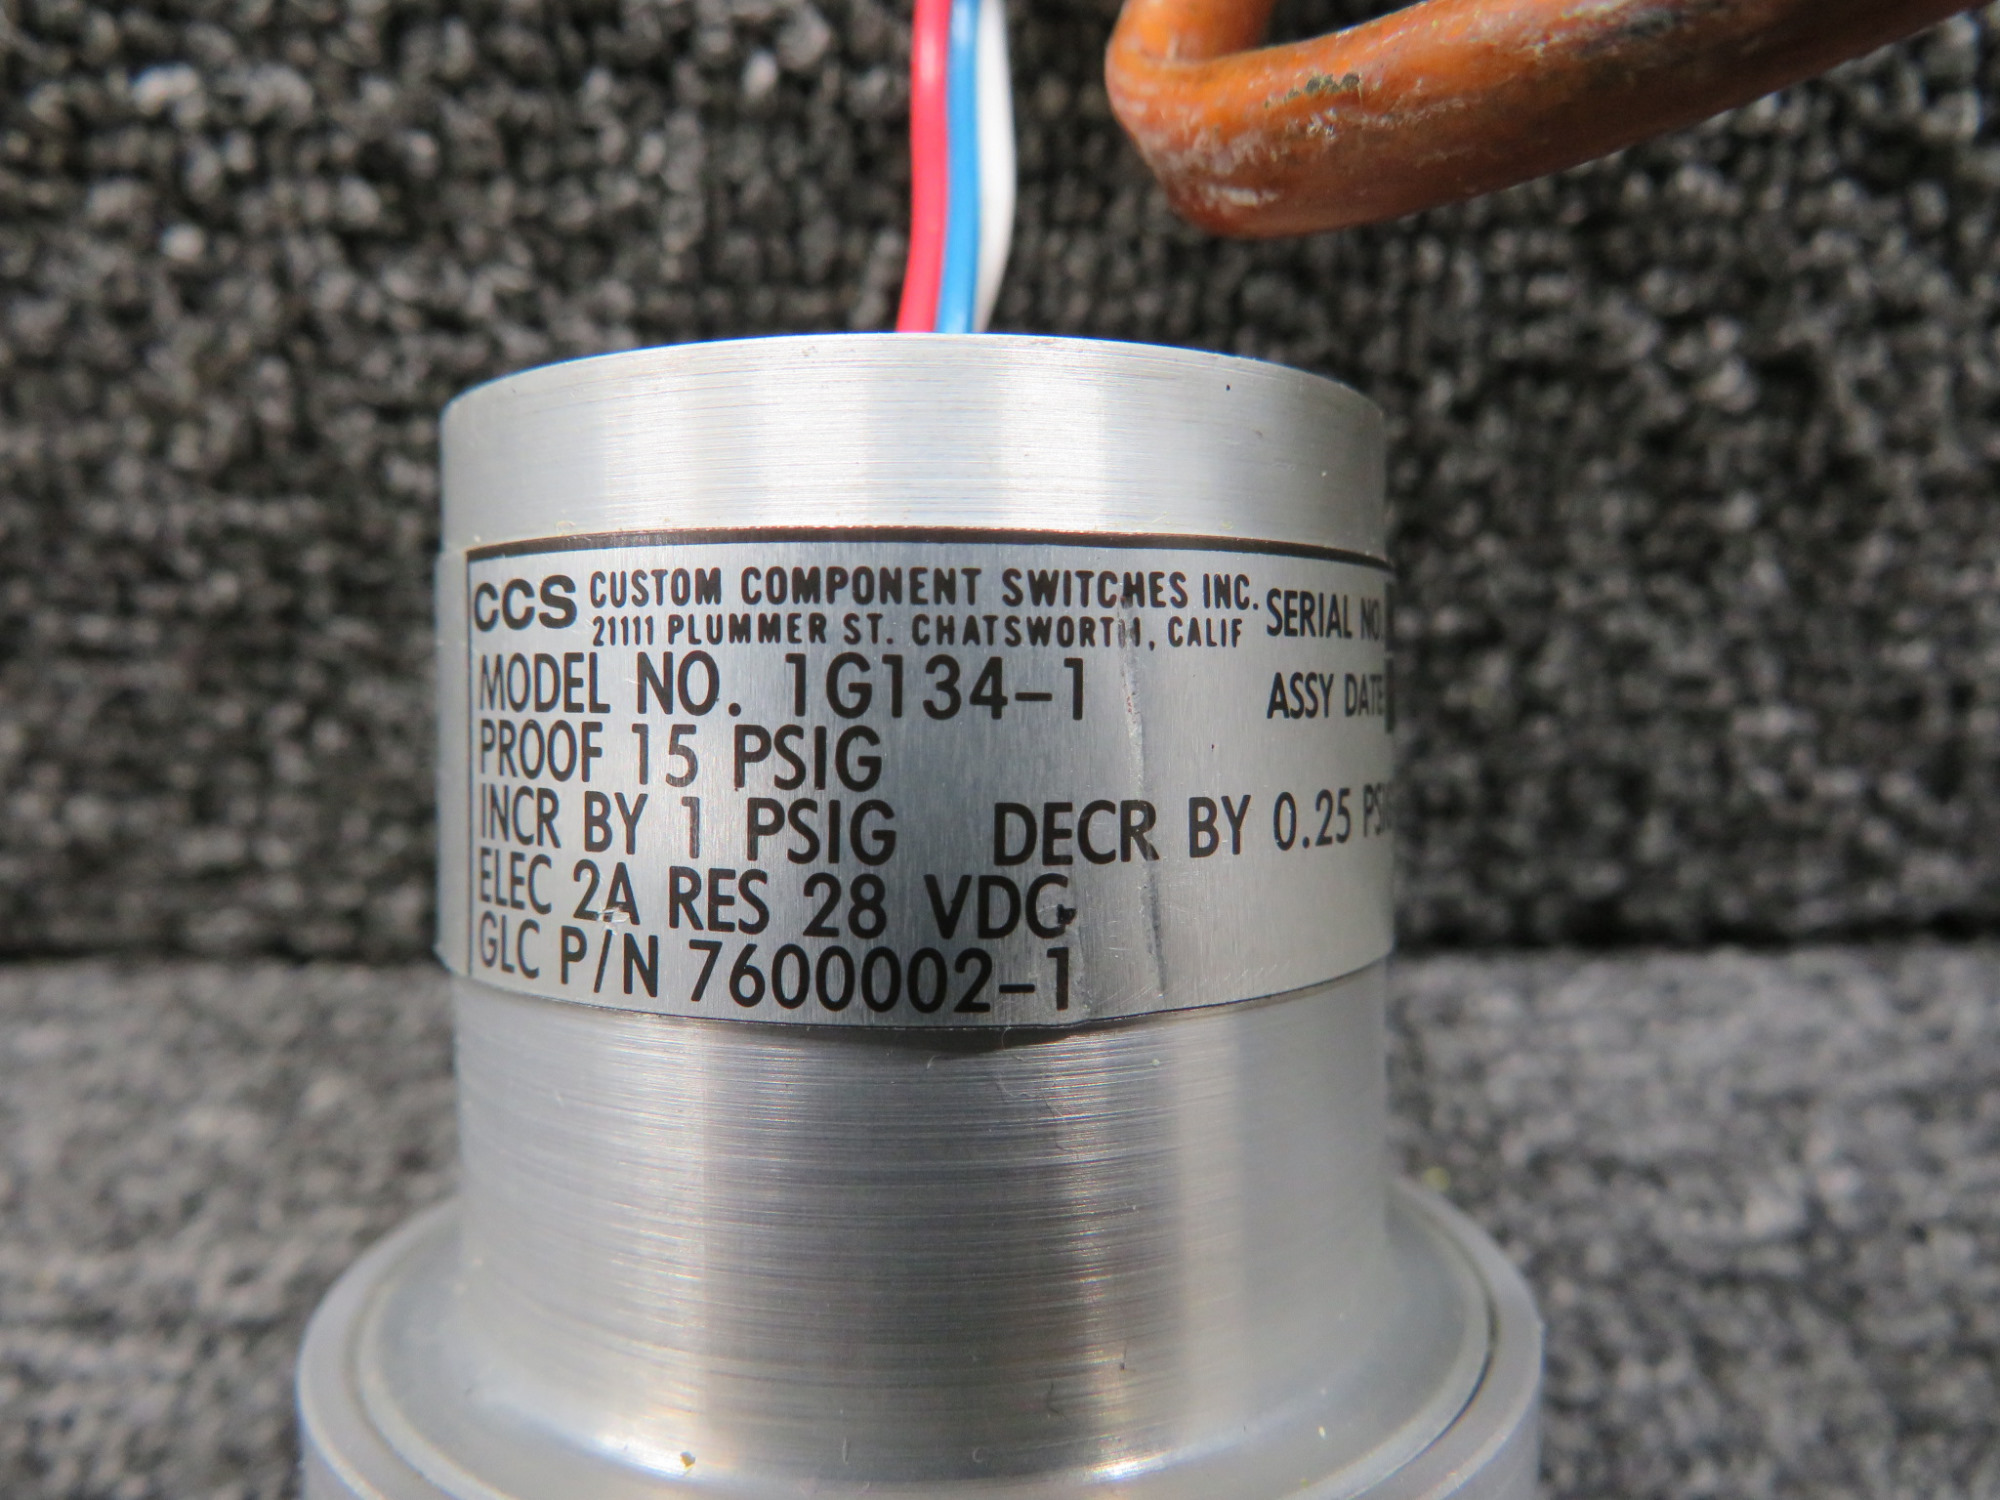 CCS CUSTOM COMPONENT SWITCHES INC.
21111 PLUMMER ST. CHATSWORTH, CALIF
SERIAL NO.
MODEL NO. 1G134-1
ASSY DATE
PROOF 15 PSIG
INCR BY 1 PSIG DECR BY 0.25 PSIG
ELEC 2A RES 28 VDC
GLC P/N 7600002-1